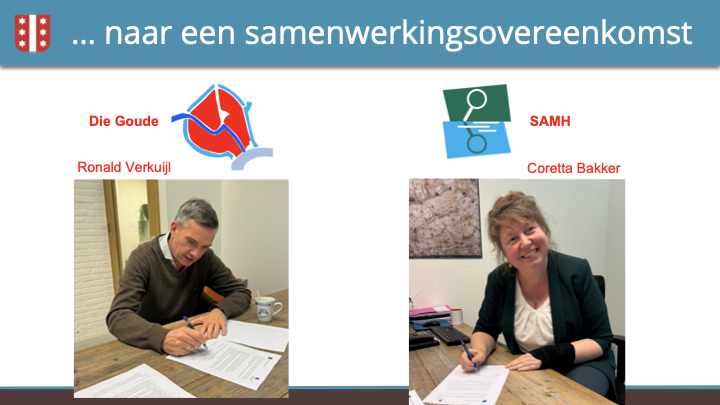 ... naar een samenwerkingsovereenkomst
Die Goude
SAMH
Ronald Verkuijl
Coretta Bakker